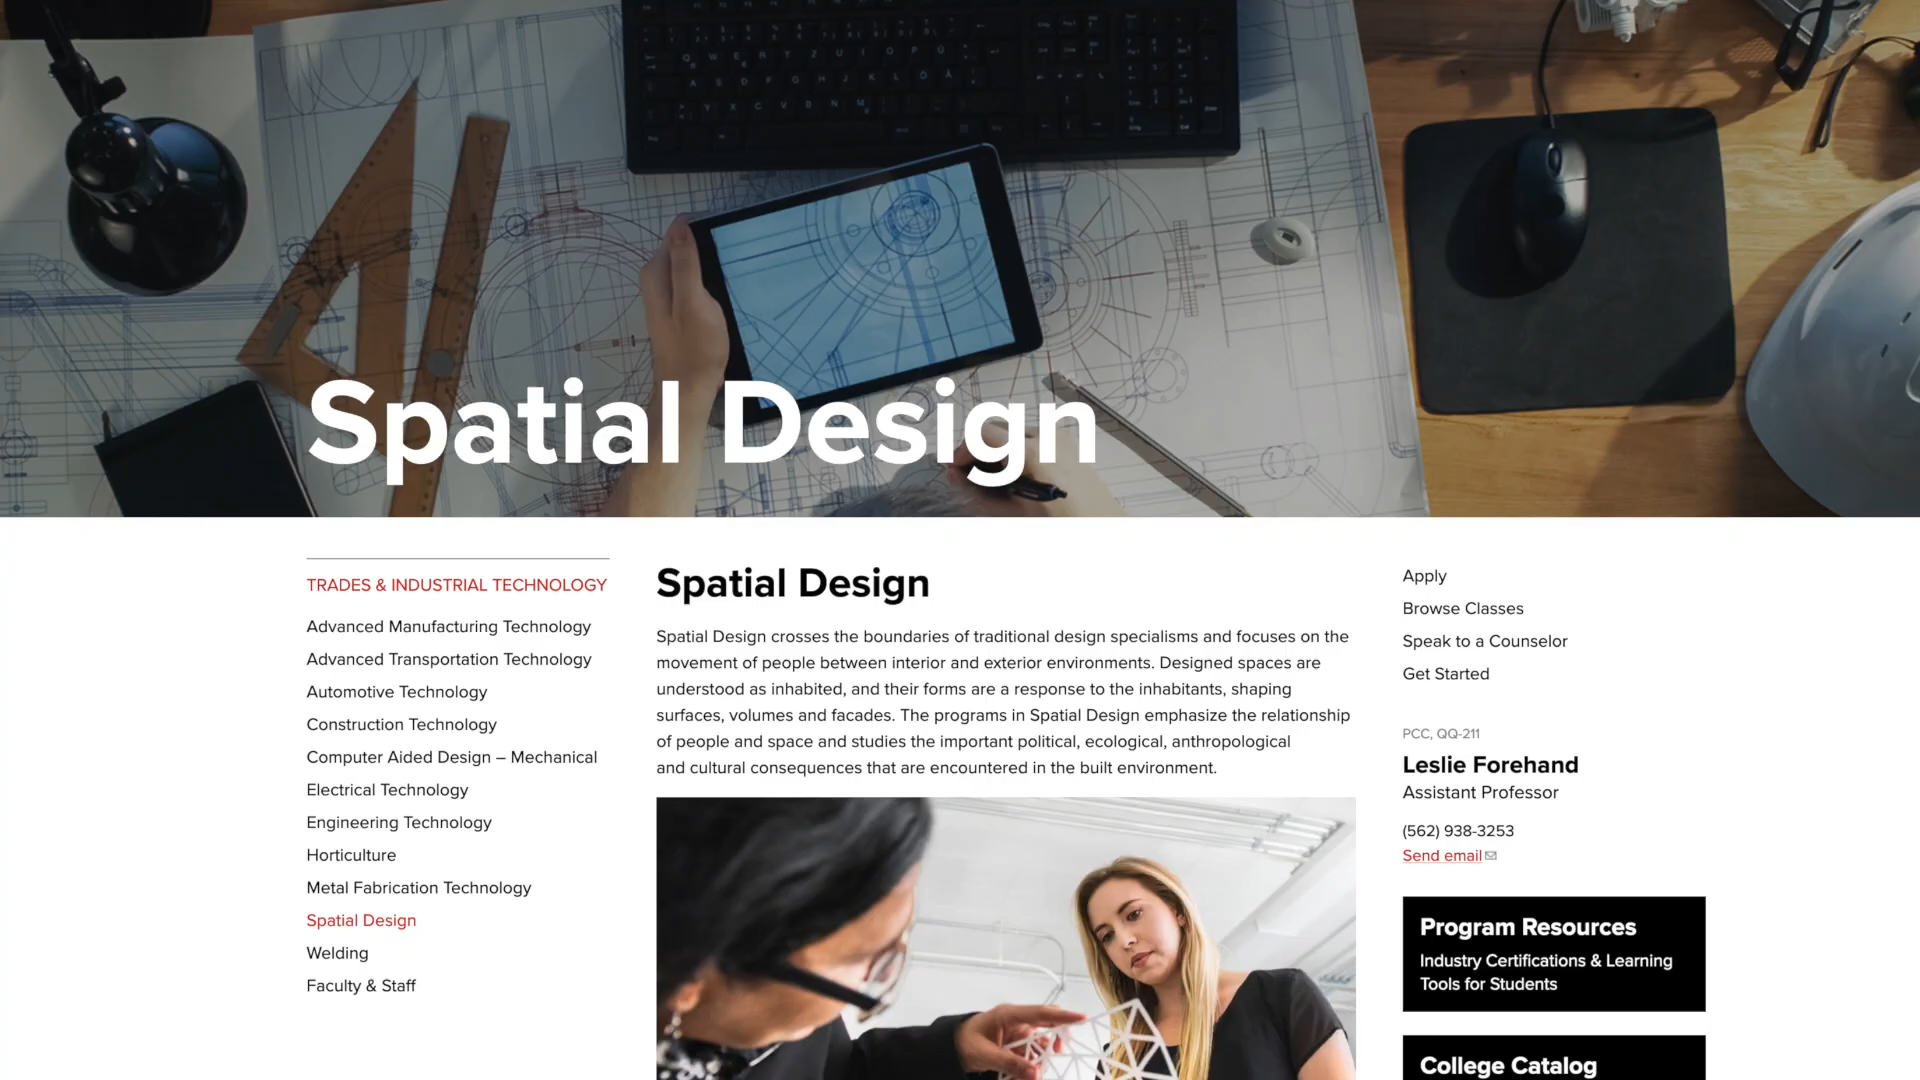 Spatial Design
TRADES & INDUSTRIAL TECHNOLOGY
Advanced Manufacturing Technology
Advanced Transportation Technology
Automotive Technology
Construction Technology
Computer Aided Design – Mechanical
Electrical Technology
Engineering Technology
Horticulture
Metal Fabrication Technology
Spatial Design
Welding
Faculty & Staff
Spatial Design
Spatial Design crosses the boundaries of traditional design specialisms and focuses on the
movement of people between interior and exterior environments. Designed spaces are
understood as inhabited, and their forms are a response to the inhabitants, shaping
surfaces, volumes and facades. The programs in Spatial Design emphasize the relationship
of people and space and studies the important political, ecological, anthropological
and cultural consequences that are encountered in the built environment.
Apply
Browse Classes
Speak to a Counselor
Get Started
PCC, QQ-211
Leslie Forehand
Assistant Professor
(562) 938-3253
Send email
Program Resources
Industry Certifications & Learning
Tools for Students
College Catalog